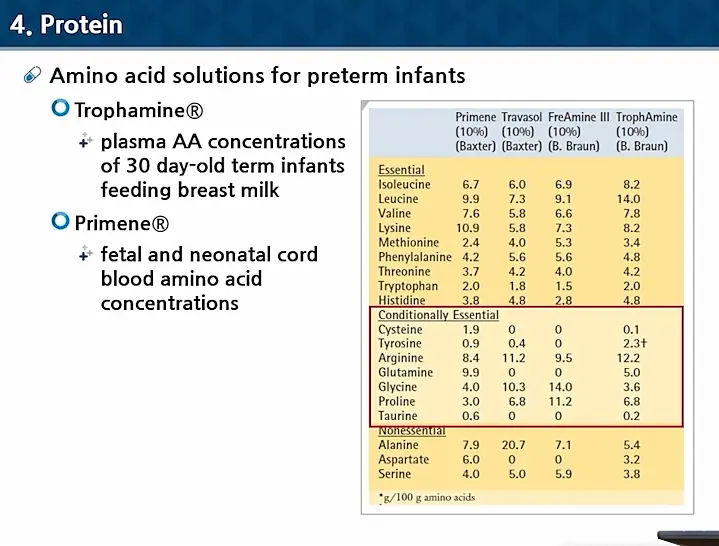 4. Protein
Amino acid solutions for preterm infants
Trophamine®
plasma AA concentrations
of 30 day-old term infants
feeding breast milk
Primene®
fetal and neonatal cord
blood amino acid
concentrations
Primene Travasol FreAmine III TrophAmine
(10%) (10%) (10%) (10%)
(Baxter) (Baxter) (B. Braun) (B. Braun)
Essential
Isoleucine 6.7 6.0 6.9 8.2
Leucine 9.9 7.3 9.1 14.0
Valine 7.6 5.8 6.6 7.8
Lysine 10.9 5.8 7.3 8.2
Methionine 2.4 4.0 5.3 3.4
Phenylalanine 4.2 5.6 5.6 4.8
Threonine 3.7 4.2 4.0 4.2
Tryptophan 2.0 1.8 1.5 2.0
Histidine 3.8 4.8 2.8 4.8
Conditionally Essential
Cysteine 1.9 0 0 0.1
Tyrosine 0.9 0.4 0 2.3†
Arginine 8.4 11.2 9.5 12.2
Glutamine 9.9 0 0 5.0
Glycine 4.0 10.3 14.0 3.6
Proline 3.0 6.8 11.2 6.8
Taurine 0.6 0 0 0.2
Nonessential
Alanine 7.9 20.7 7.1 5.4
Aspartate 6.0 0 0 3.2
Serine 4.0 5.0 5.9 3.8
*g/100 g amino acids